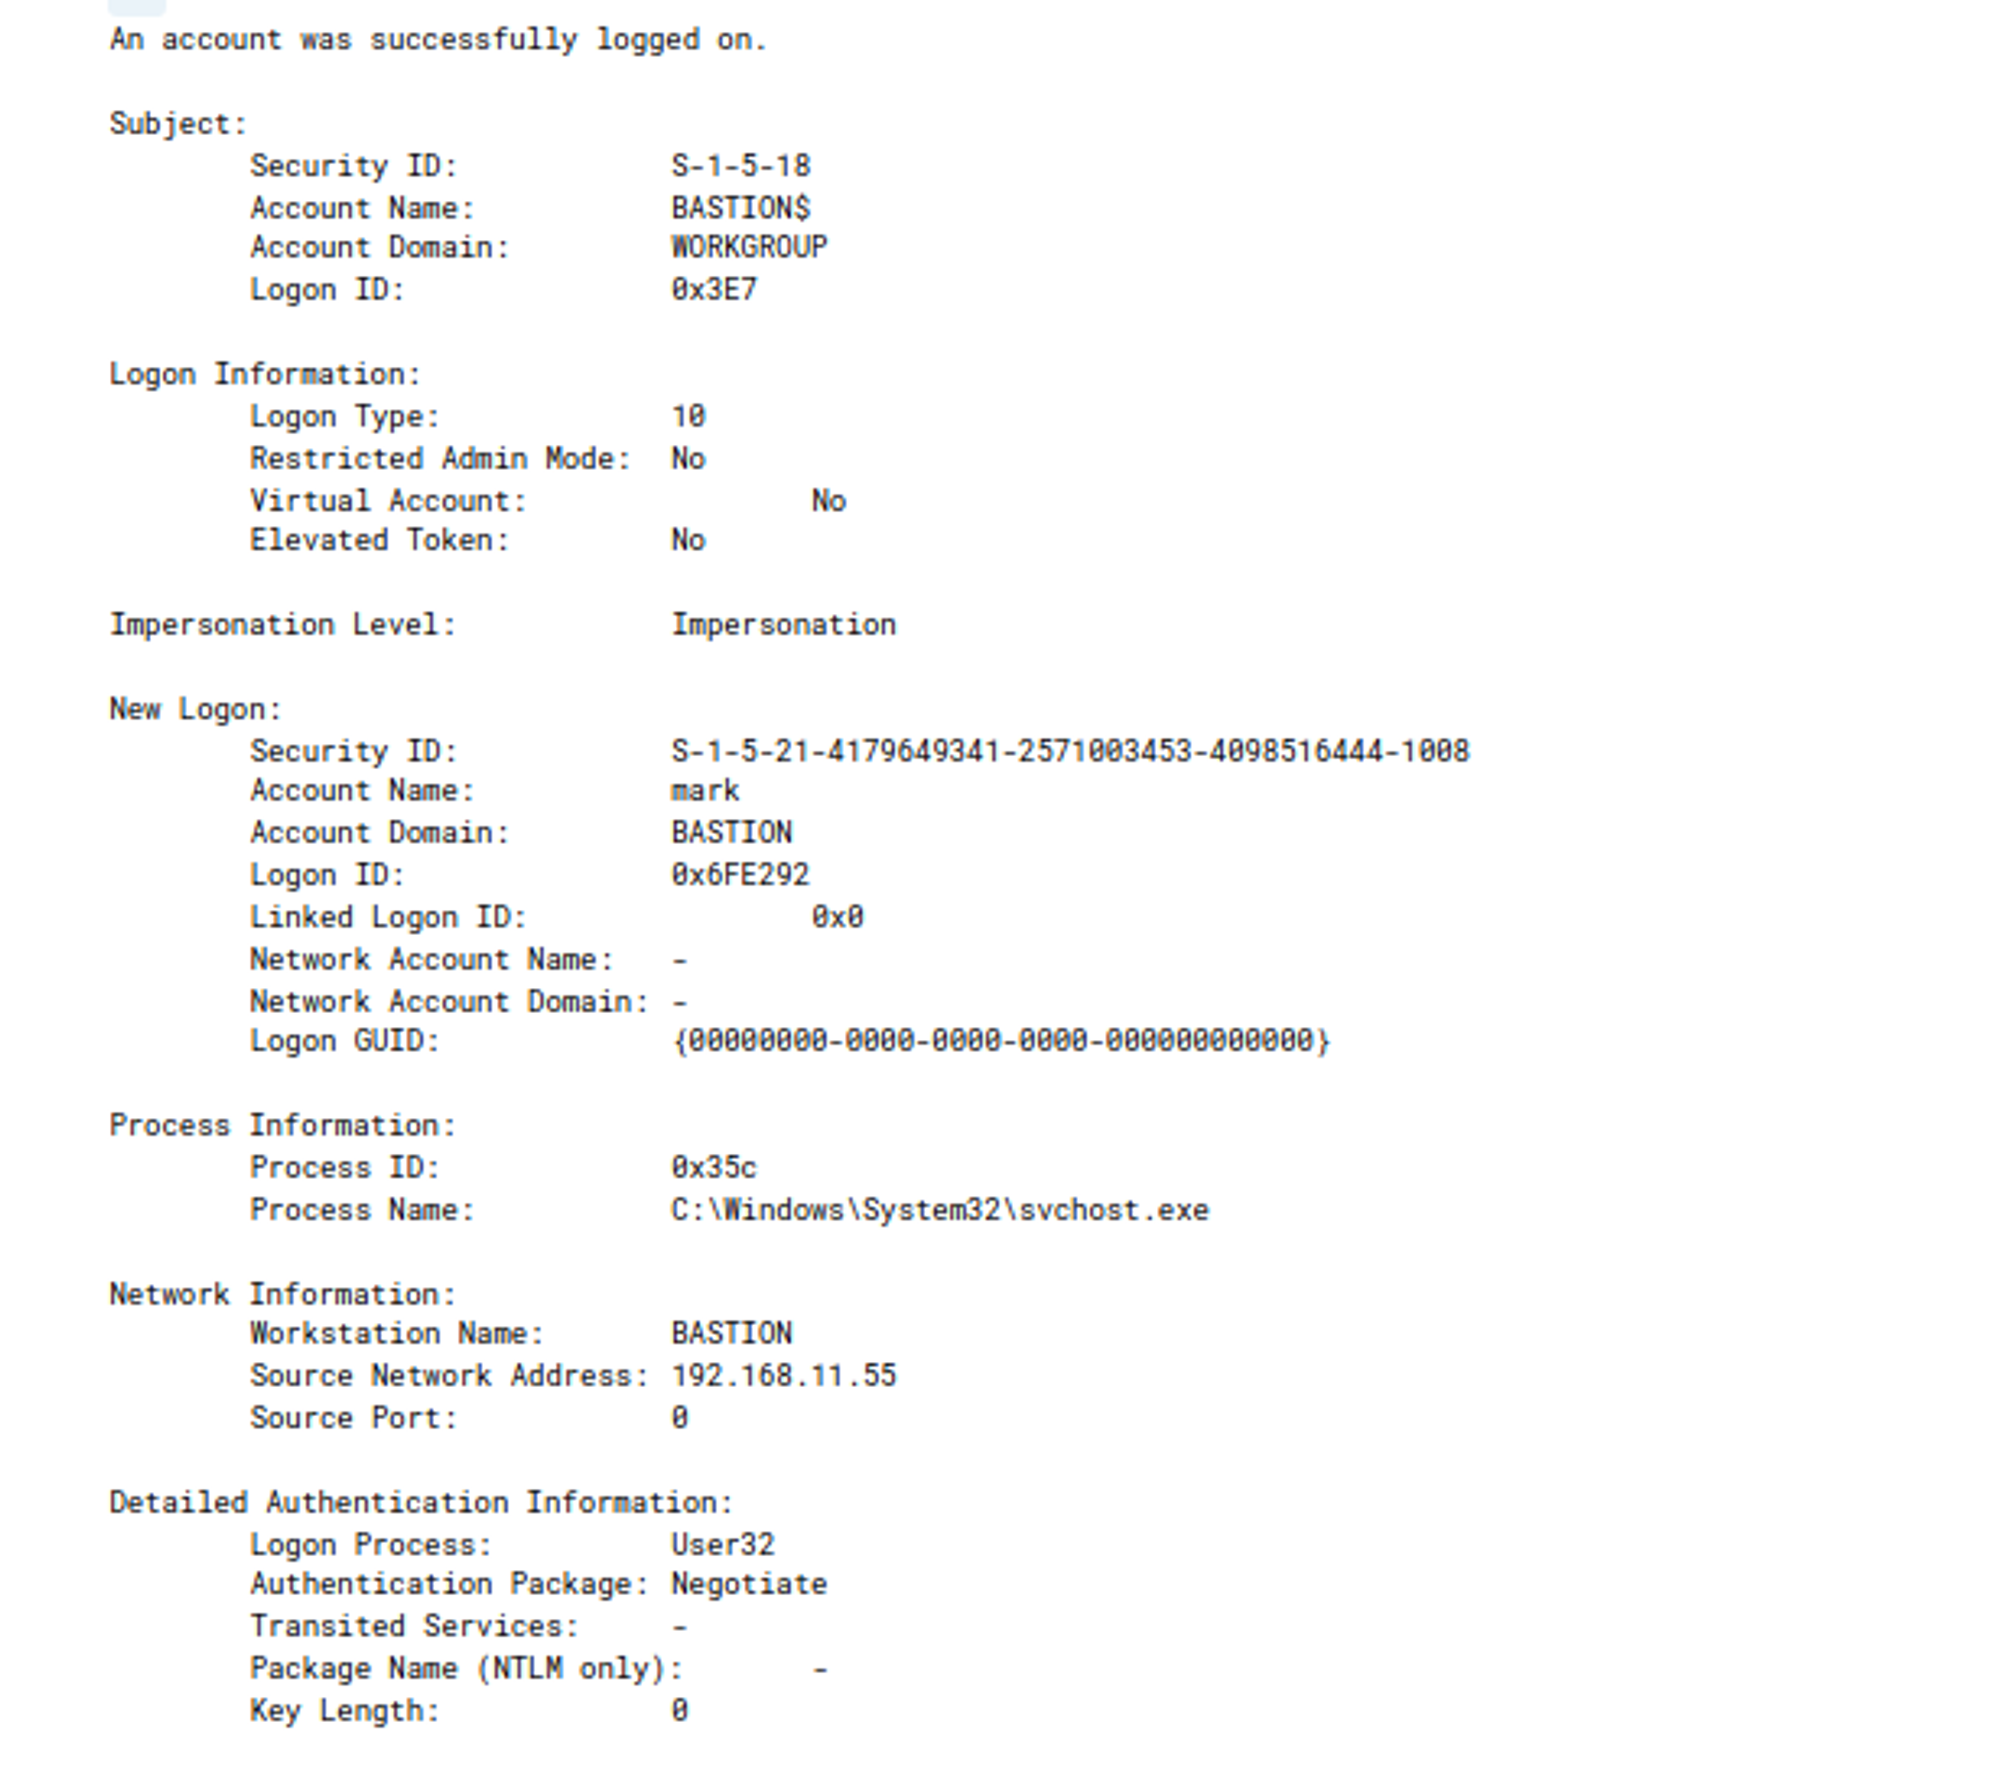 An account was successfully logged on.
Subject:
Security ID: S-1-5-18
Account Name: BASTION$
Account Domain: WORKGROUP
Logon ID: 0x3E7
Logon Information:
Logon Type: 10
Restricted Admin Mode: No
Virtual Account: No
Elevated Token: No
Impersonation Level: Impersonation
New Logon:
Security ID: S-1-5-21-4179649341-2571003453-4098516444-1008
Account Name: mark
Account Domain: BASTION
Logon ID: 0x6FE292
Linked Logon ID: 0x0
Network Account Name: -
Network Account Domain: -
Logon GUID: {00000000-0000-0000-0000-000000000000}
Process Information:
Process ID: 0x35c
Process Name: C:\Windows\System32\svchost.exe
Network Information:
Workstation Name: BASTION
Source Network Address: 192.168.11.55
Source Port: 0
Detailed Authentication Information:
Logon Process: User32
Authentication Package: Negotiate
Transited Services: -
Package Name (NTLM only): -
Key Length: 0